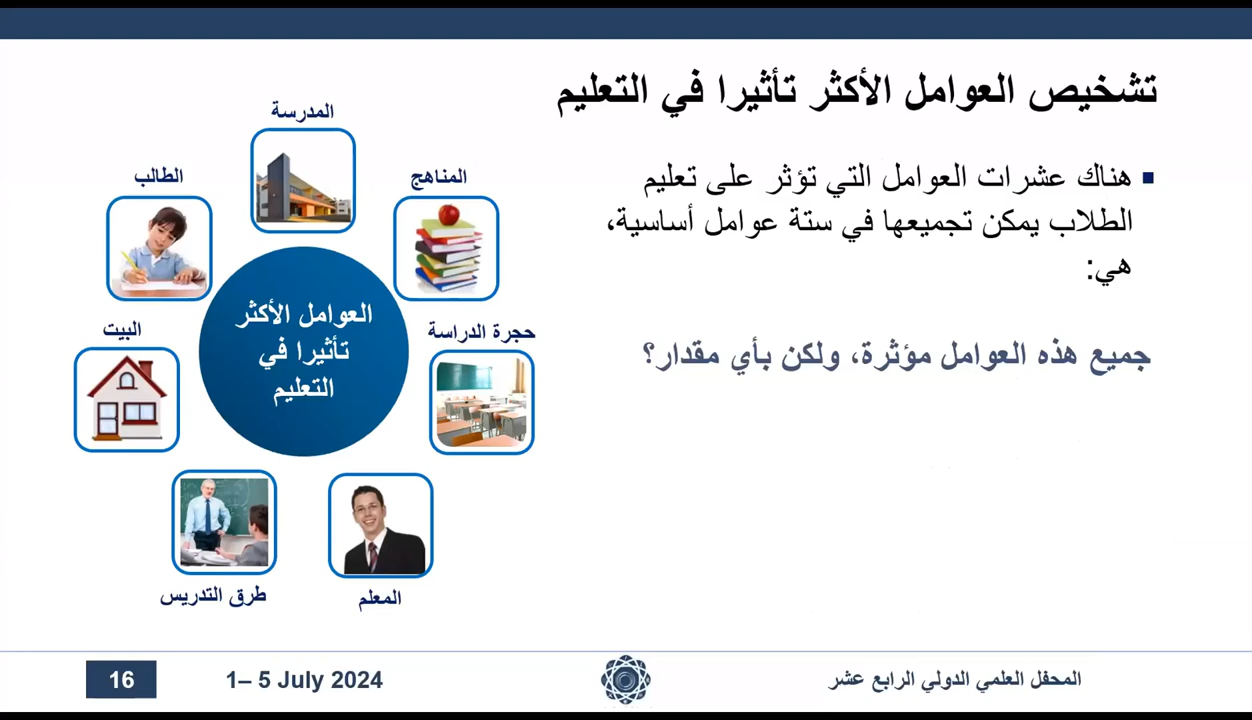 تشخيص العوامل الأكثر تأثيرا في التعليم
هناك عشرات العوامل التي تؤثر على تعليم
الطلاب يمكن تجميعها في ستة عوامل أساسية،
هي:
جميع هذه العوامل مؤثرة، ولكن بأي مقدار؟
المدرسة
المناهج
الطالب
حجرة الدراسة
البيت
العوامل الأكثر
تأثيرا في
التعليم
المعلم
طرق التدريس
المحفل العلمي الدولي الرابع عشر
1– 5 July 2024
16